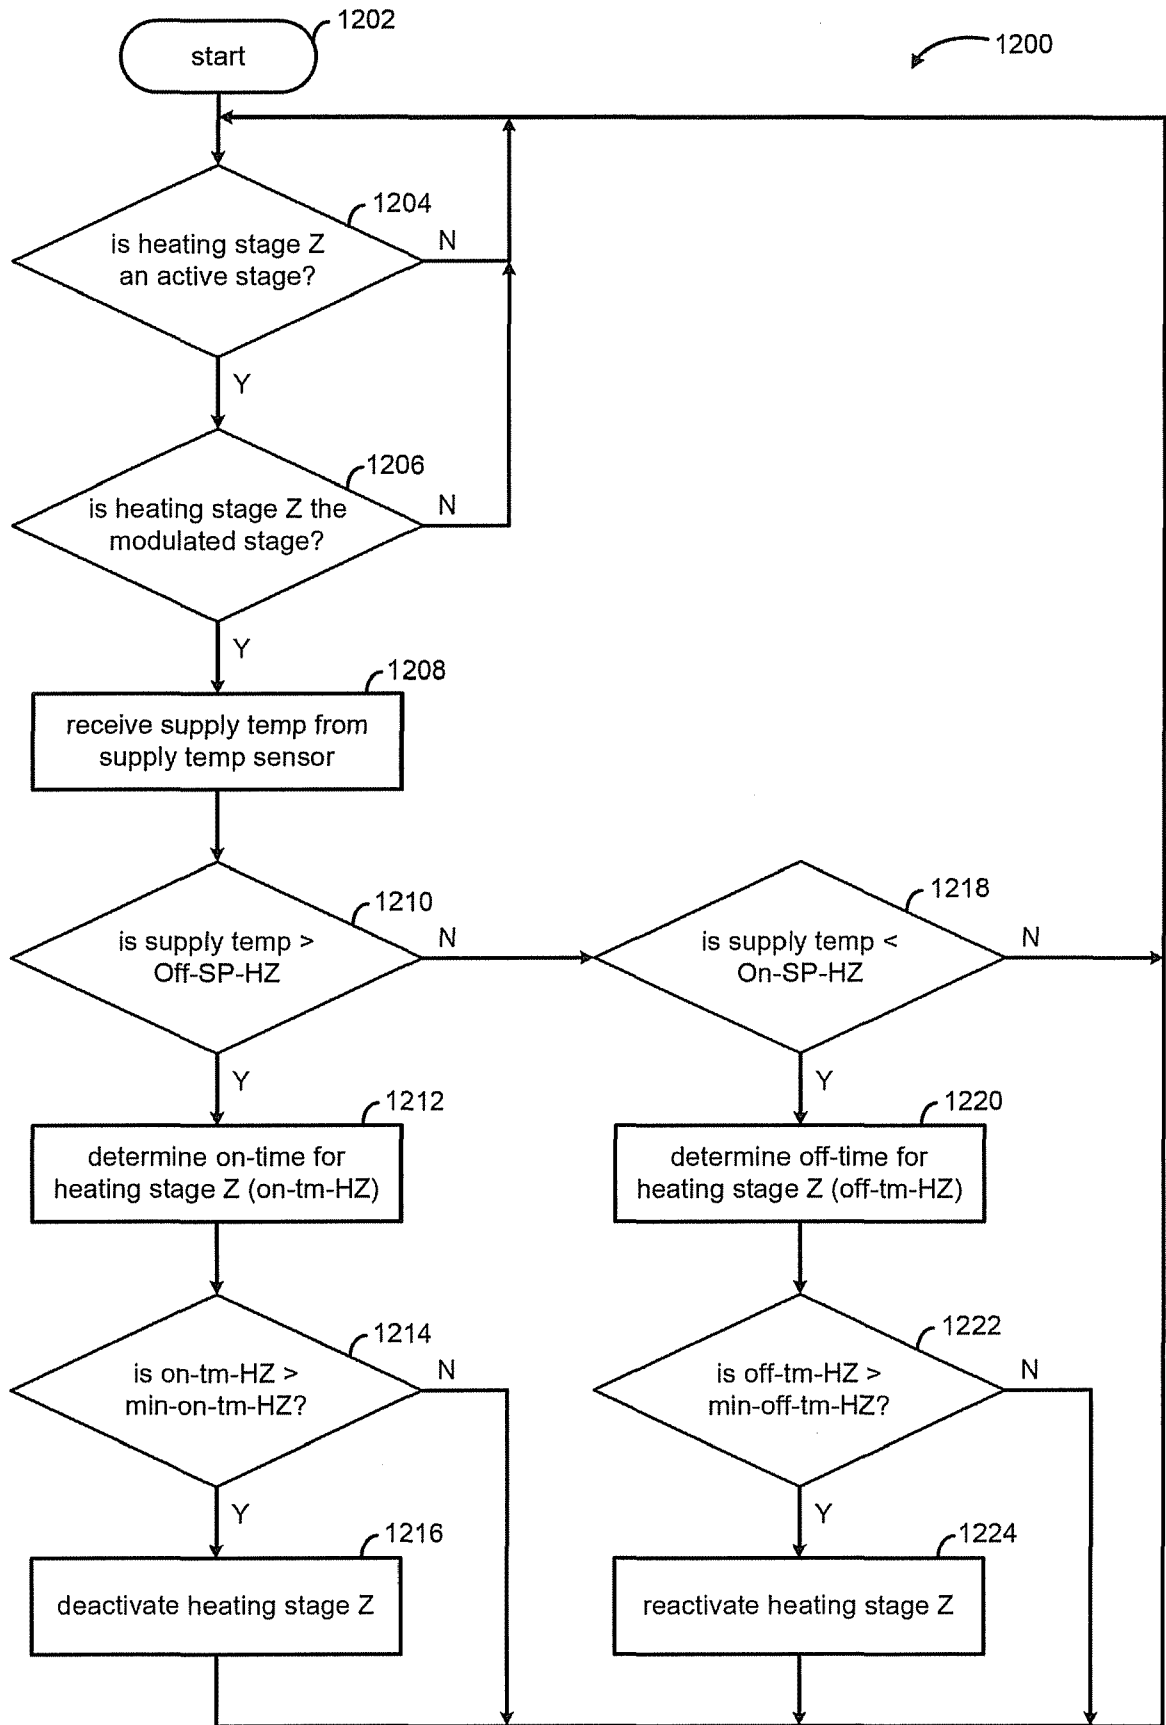 1202
start
1200
1204
is heating stage Z
an active stage?
N
Y
1206
is heating stage Z the
modulated stage?
N
Y
1208
receive supply temp from
supply temp sensor
1210
is supply temp >
Off-SP-HZ
N
1218
is supply temp <
On-SP-HZ
N
Y
Y
1212
determine on-time for
heating stage Z (on-tm-HZ)
1220
determine off-time for
heating stage Z (off-tm-HZ)
1214
is on-tm-HZ >
min-on-tm-HZ?
N
1222
is off-tm-HZ >
min-off-tm-HZ?
N
Y
Y
1216
deactivate heating stage Z
1224
reactivate heating stage Z